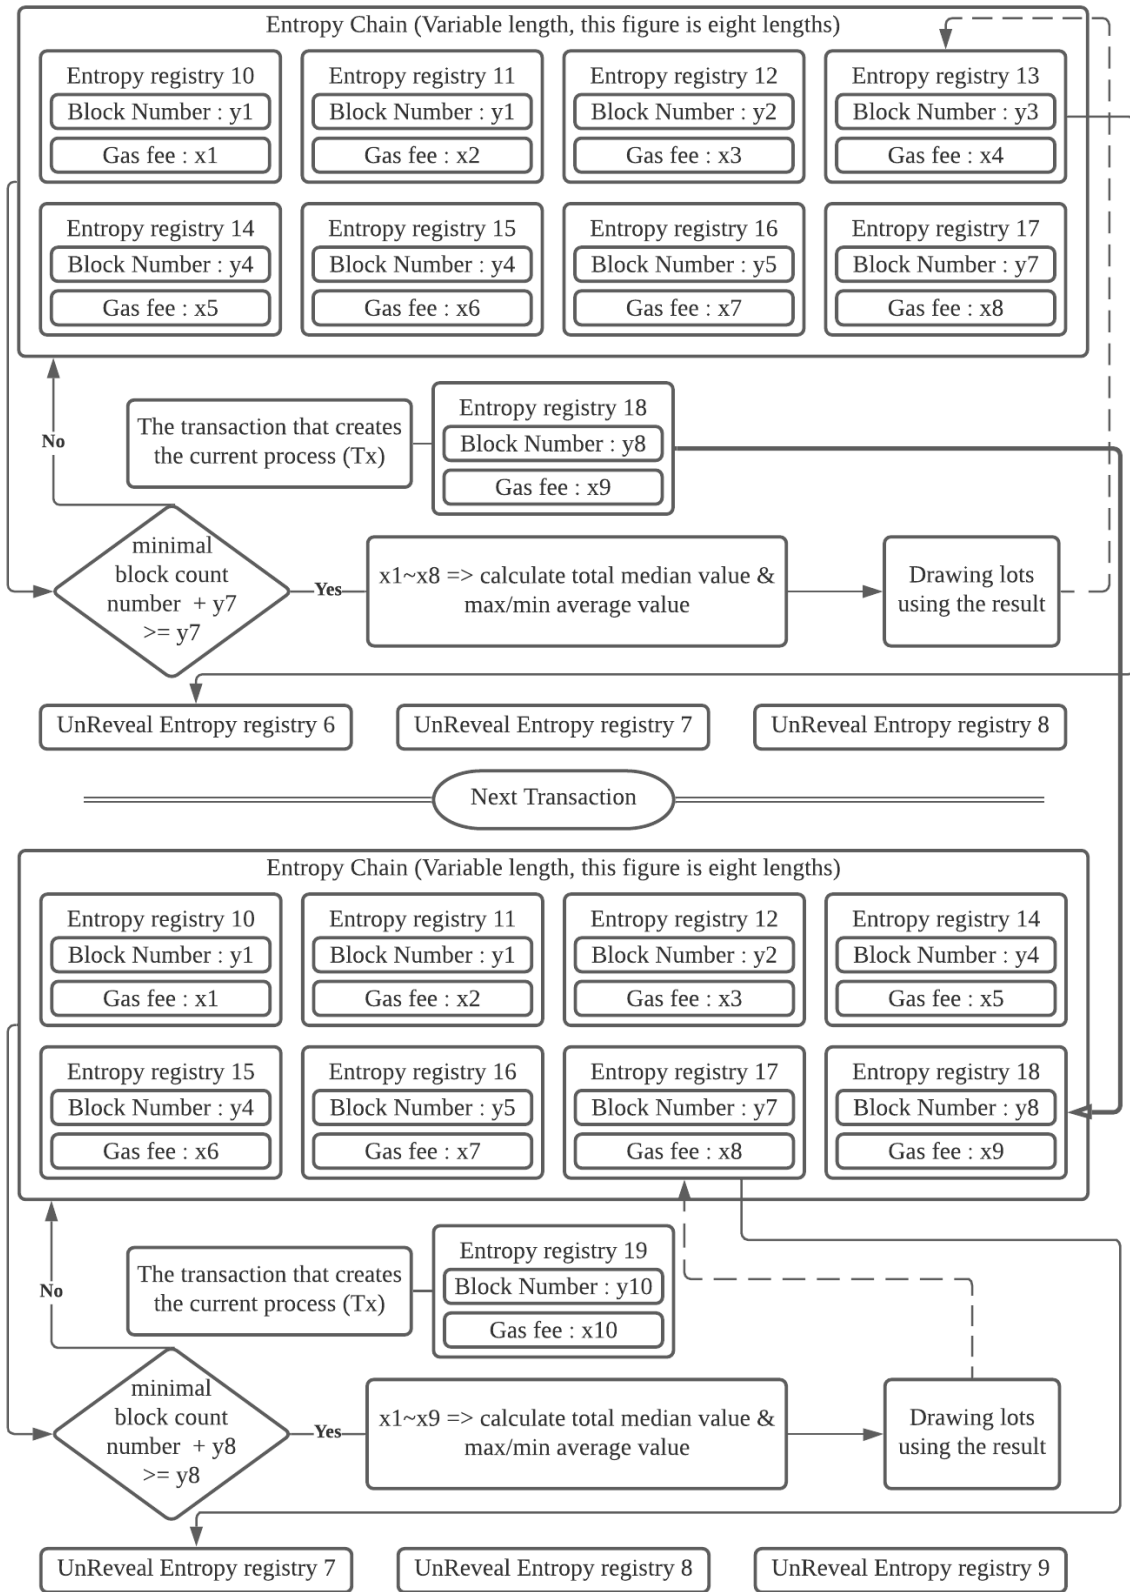 Entropy Chain (Variable length, this figure is eight lengths)
Entropy registry 10
Block Number : y1
Gas fee : x1
Entropy registry 11
Block Number : y1
Gas fee : x2
Entropy registry 12
Block Number : y2
Gas fee : x3
Entropy registry 13
Block Number : y3
Gas fee : x4
Entropy registry 14
Block Number : y4
Gas fee : x5
Entropy registry 15
Block Number : y4
Gas fee : x6
Entropy registry 16
Block Number : y5
Gas fee : x7
Entropy registry 17
Block Number : y7
Gas fee : x8
No
The transaction that creates
the current process (Tx)
Entropy registry 18
Block Number : y8
Gas fee : x9
minimal
block count
number + y7
>= y7
Yes
x1~x8 => calculate total median value &
max/min average value
Drawing lots
using the result
UnReveal Entropy registry 6
UnReveal Entropy registry 7
UnReveal Entropy registry 8
Next Transaction
Entropy Chain (Variable length, this figure is eight lengths)
Entropy registry 10
Block Number : y1
Gas fee : x1
Entropy registry 11
Block Number : y1
Gas fee : x2
Entropy registry 12
Block Number : y2
Gas fee : x3
Entropy registry 14
Block Number : y4
Gas fee : x5
Entropy registry 15
Block Number : y4
Gas fee : x6
Entropy registry 16
Block Number : y5
Gas fee : x7
Entropy registry 17
Block Number : y7
Gas fee : x8
Entropy registry 18
Block Number : y8
Gas fee : x9
No
The transaction that creates
the current process (Tx)
Entropy registry 19
Block Number : y10
Gas fee : x10
minimal
block count
number + y8
>= y8
Yes
x1~x9 => calculate total median value &
max/min average value
Drawing lots
using the result
UnReveal Entropy registry 7
UnReveal Entropy registry 8
UnReveal Entropy registry 9